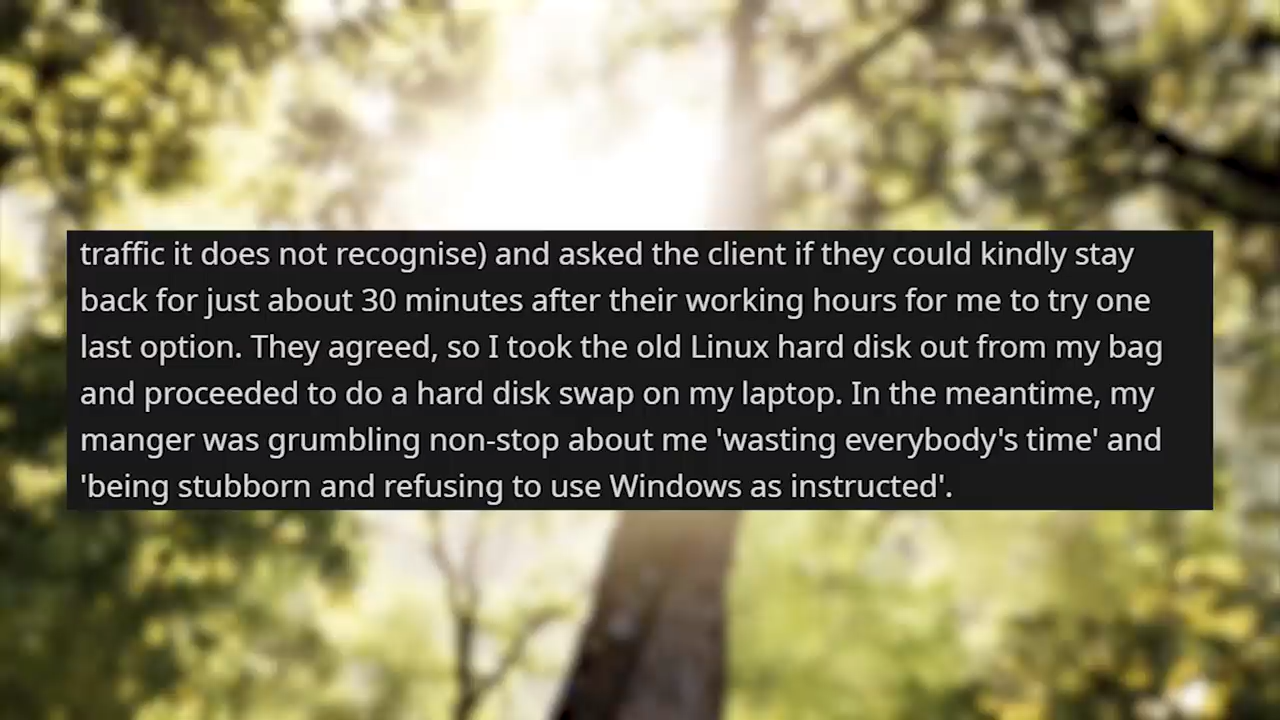 traffic it does not recognise) and asked the client if they could kindly stay
back for just about 30 minutes after their working hours for me to try one
last option. They agreed, so I took the old Linux hard disk out from my bag
and proceeded to do a hard disk swap on my laptop. In the meantime, my
manger was grumbling non-stop about me 'wasting everybody's time' and
'being stubborn and refusing to use Windows as instructed'.